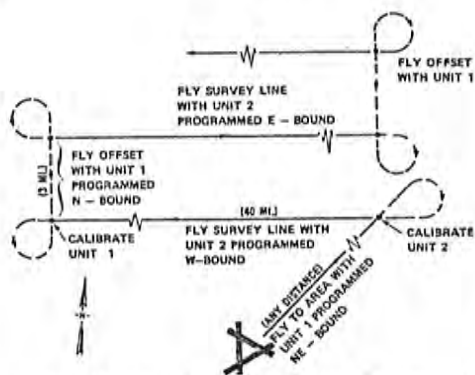 FLY OFFSET
WITH UNIT 1
FLY SURVEY LINE
WITH UNIT 2
PROGRAMMED E – BOUND
(3 MI.)
FLY OFFSET
WITH UNIT 1
PROGRAMMED
N – BOUND
CALIBRATE
UNIT 1
(40 MI.)
FLY SURVEY LINE WITH
UNIT 2 PROGRAMMED
W–BOUND
CALIBRATE
UNIT 2
(ANY DISTANCE)
FLY TO AREA WITH
UNIT 1 PROGRAMMED
NE – BOUND
N